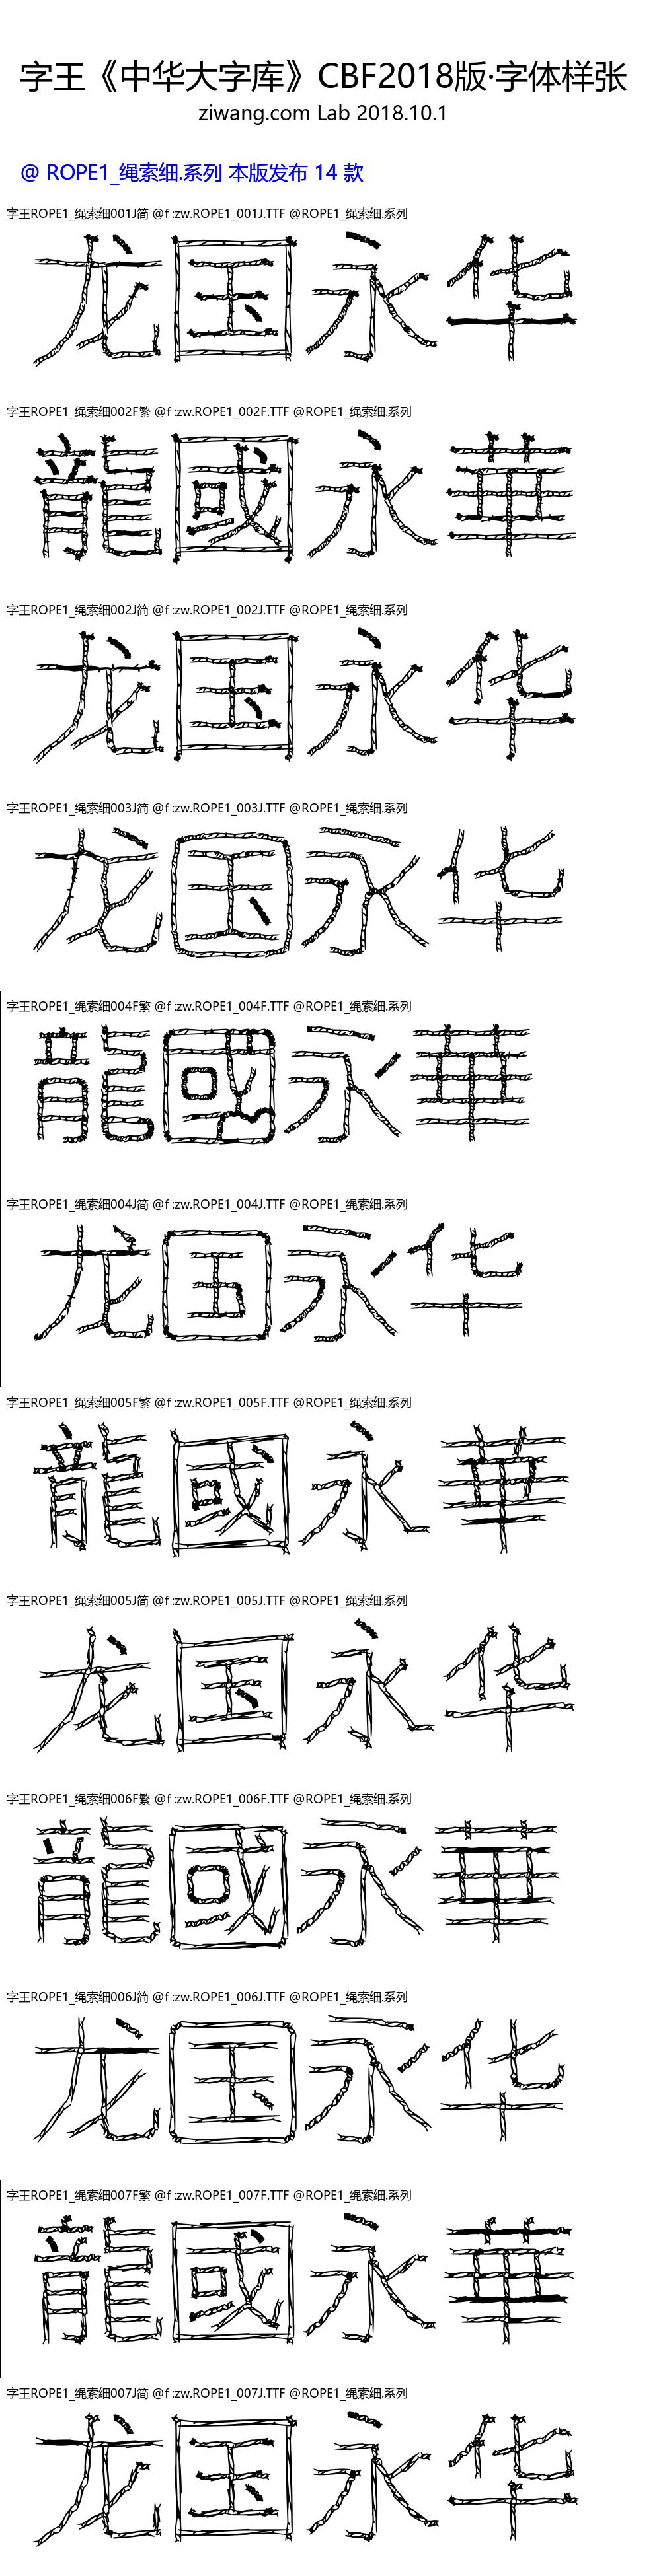 字王《中华大字库》CBF2018版·字体样张
ziwang.com Lab 2018.10.1
@ ROPE1_绳索细.系列 本版发布 14 款
字王ROPE1_绳索细001J简 @f :zw.ROPE1_001J.TTF @ROPE1_绳索细.系列
龙国永华
字王ROPE1_绳索细002F繁 @f :zw.ROPE1_002F.TTF @ROPE1_绳索细.系列
龍國永華
字王ROPE1_绳索细002J简 @f :zw.ROPE1_002J.TTF @ROPE1_绳索细.系列
龙国永华
字王ROPE1_绳索细003J简 @f :zw.ROPE1_003J.TTF @ROPE1_绳索细.系列
龙国永华
字王ROPE1_绳索细004F繁 @f :zw.ROPE1_004F.TTF @ROPE1_绳索细.系列
龍國永華
字王ROPE1_绳索细004J简 @f :zw.ROPE1_004J.TTF @ROPE1_绳索细.系列
龙国永华
字王ROPE1_绳索细005F繁 @f :zw.ROPE1_005F.TTF @ROPE1_绳索细.系列
龍國永華
字王ROPE1_绳索细005J简 @f :zw.ROPE1_005J.TTF @ROPE1_绳索细.系列
龙国永华
字王ROPE1_绳索细006F繁 @f :zw.ROPE1_006F.TTF @ROPE1_绳索细.系列
龍國永華
字王ROPE1_绳索细006J简 @f :zw.ROPE1_006J.TTF @ROPE1_绳索细.系列
龙国永华
字王ROPE1_绳索细007F繁 @f :zw.ROPE1_007F.TTF @ROPE1_绳索细.系列
龍國永華
字王ROPE1_绳索细007J简 @f :zw.ROPE1_007J.TTF @ROPE1_绳索细.系列
龙国永华